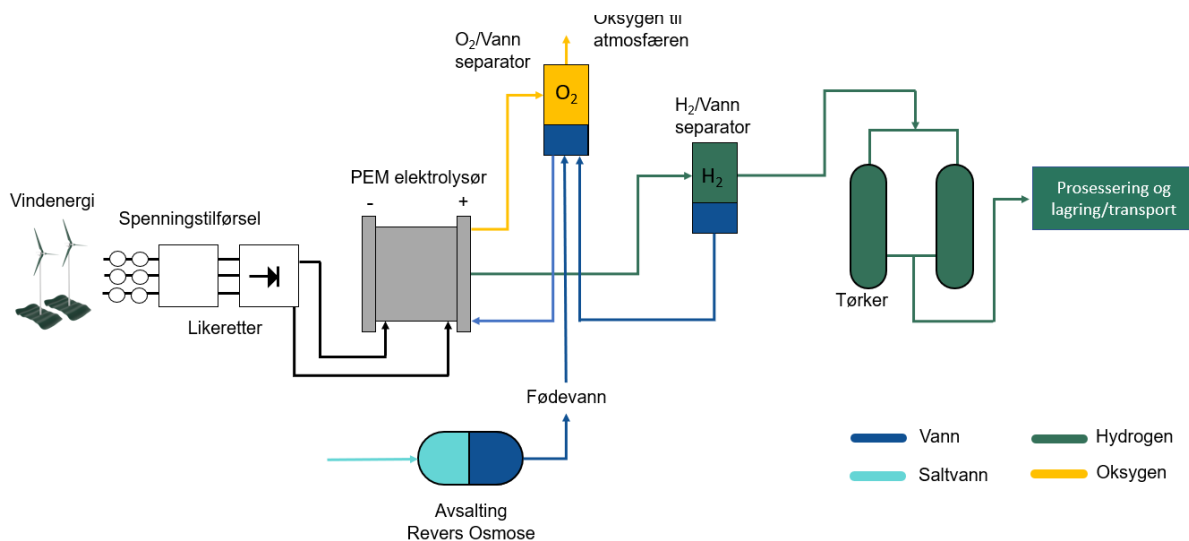 Oksygen til
atmosfæren
O₂/Vann
separator
O₂
H₂/Vann
separator
H₂
PEM elektrolysør
- +
Vindenergi
Spenningstilførsel
Likeretter
Prosessering og
lagring/transport
Tørker
Fødevann
Avsalting
Revers Osmose
Vann
Hydrogen
Saltvann
Oksygen